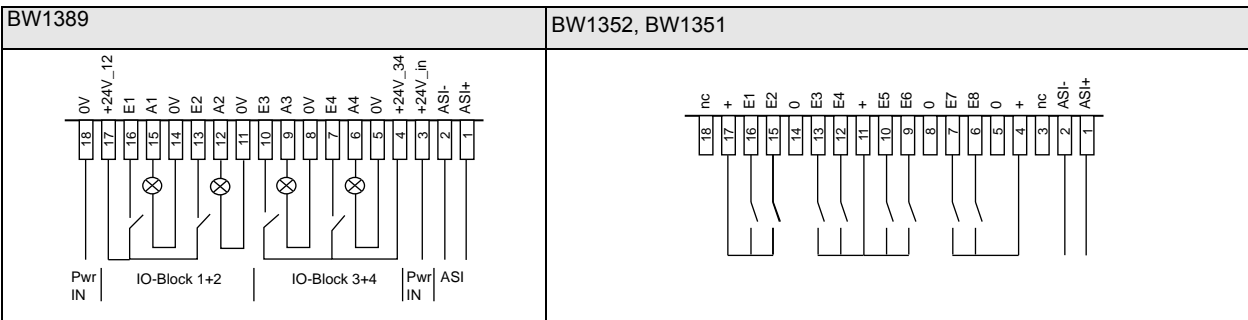 BW1389
BW1352, BW1351
0V +24V_12 E1 A1 0V E2 A2 0V E3 A3 0V E4 A4 0V +24V_34 +24V_in ASI- ASI+
18 17 16 15 14 13 12 11 10 9 8 7 6 5 4 3 2 1
Pwr IN
IO-Block 1+2
IO-Block 3+4
Pwr IN
ASI
nc + E1 E2 0 E3 E4 + E5 E6 0 E7 E8 0 + nc ASI- ASI+
18 17 16 15 14 13 12 11 10 9 8 7 6 5 4 3 2 1